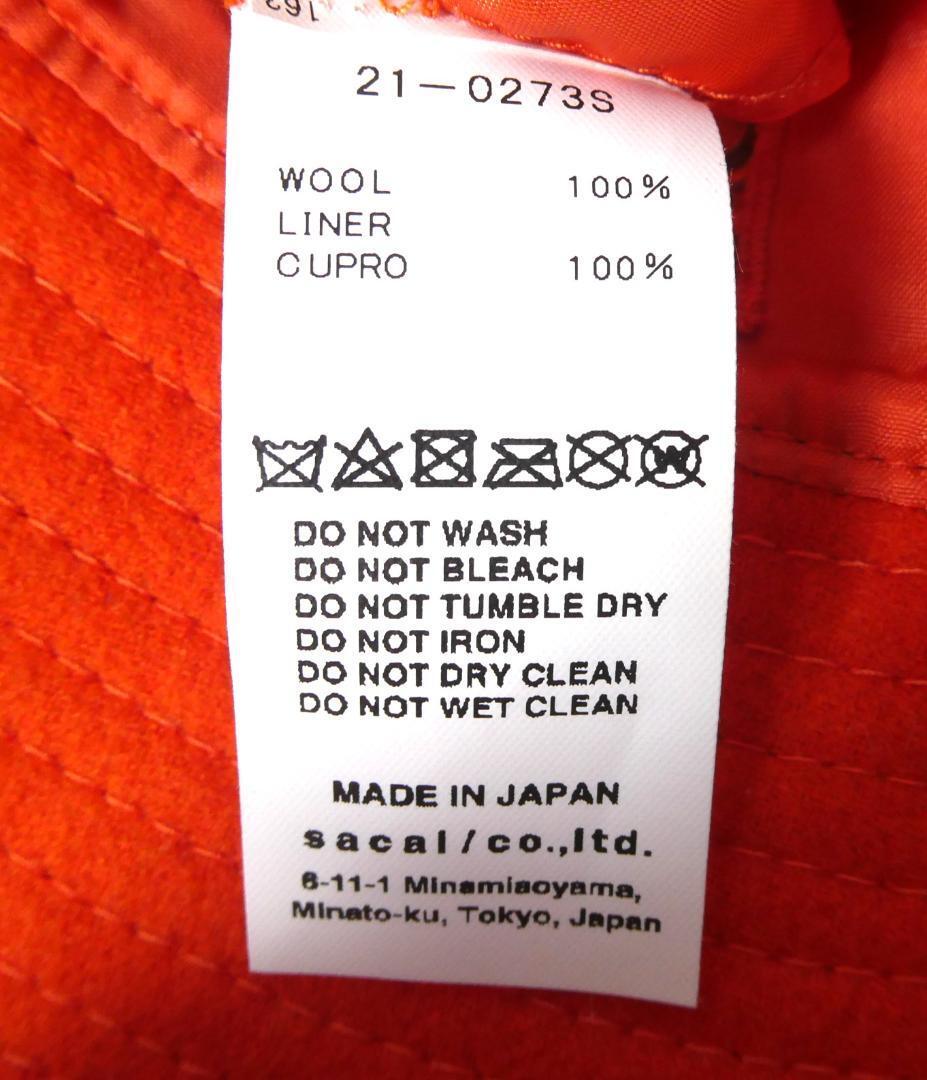 162
21-0273S
WOOL 100%
LINER
CUPRO 100%
W
DO NOT WASH
DO NOT BLEACH
DO NOT TUMBLE DRY
DO NOT IRON
DO NOT DRY CLEAN
DO NOT WET CLEAN
MADE IN JAPAN
sacai/co.,ltd.
6-11-1 Minamiaoyama,
Minato-ku, Tokyo, Japan